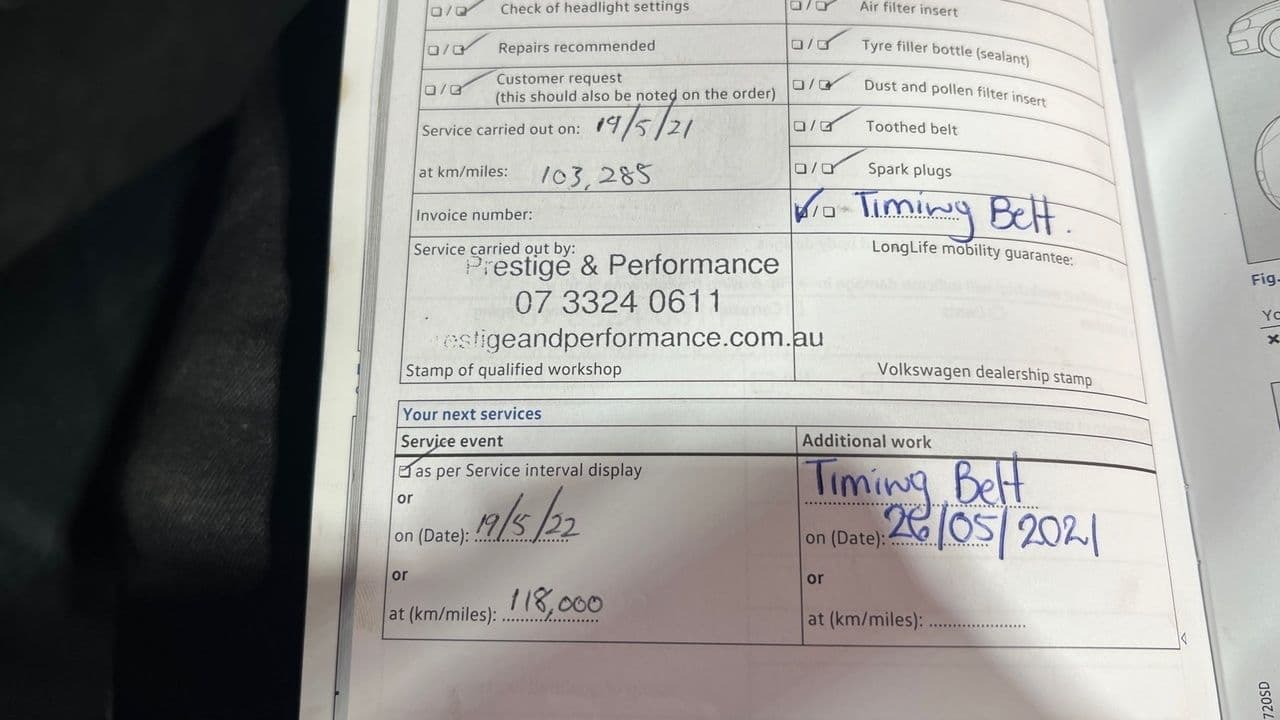 Check of headlight settings
Repairs recommended
Customer request
(this should also be noted on the order)
Service carried out on: 19/5/21
at km/miles: 103,285
Invoice number:
Service carried out by:
Prestige & Performance
07 3324 0611
estigeandperformance.com.au
Stamp of qualified workshop
Air filter insert
Tyre filler bottle (sealant)
Dust and pollen filter insert
Toothed belt
Spark plugs
Timing Belt.
LongLife mobility guarantee:
Volkswagen dealership stamp
Your next services
Service event
as per Service interval display
or
on (Date): 19/5/22
or
at (km/miles): 118,000
Additional work
Timing Belt
on (Date): 26/05/2021
or
at (km/miles):
Fig.
Yo
720SD